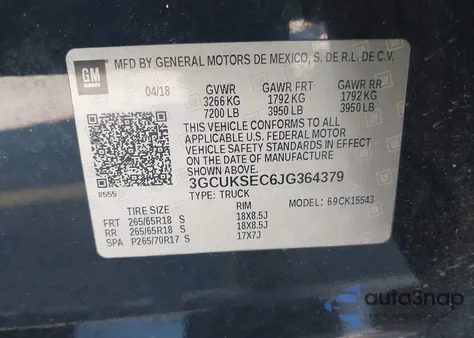 GM
MFD BY GENERAL MOTORS DE MEXICO, S. DE R.L. DE C.V.
04/18 GVWR GAWR FRT GAWR RR
3266 KG 1792 KG 1792 KG
7200 LB 3950 LB 3950 LB
THIS VEHICLE CONFORMS TO ALL
APPLICABLE U.S. FEDERAL MOTOR
VEHICLE SAFETY STANDARDS IN EFFECT
ON THE DATE OF MANUFACTURE SHOWN ABOVE.
3GCUKSEC6JG364379
8555 TYPE: TRUCK
TIRE SIZE RIM MODEL: 69CK15543
FRT 265/65R18 S 18X8.5J
RR 265/65R18 S 18X8.5J
SPA P265/70R17 S 17X7J
auto3nap